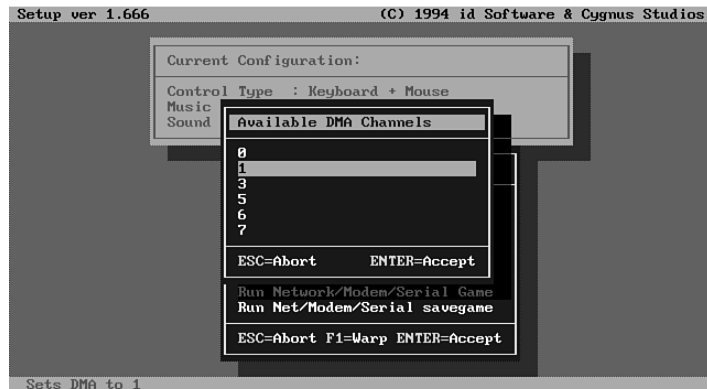 Setup ver 1.666 (C) 1994 id Software & Cygnus Studios
Current Configuration:
Control Type : Keyboard + Mouse
Music
Sound
Available DMA Channels
0
1
3
5
6
7
ESC=Abort ENTER=Accept
Run Network/Modem/Serial Game
Run Net/Modem/Serial savegame
ESC=Abort F1=Warp ENTER=Accept
Sets DMA to 1